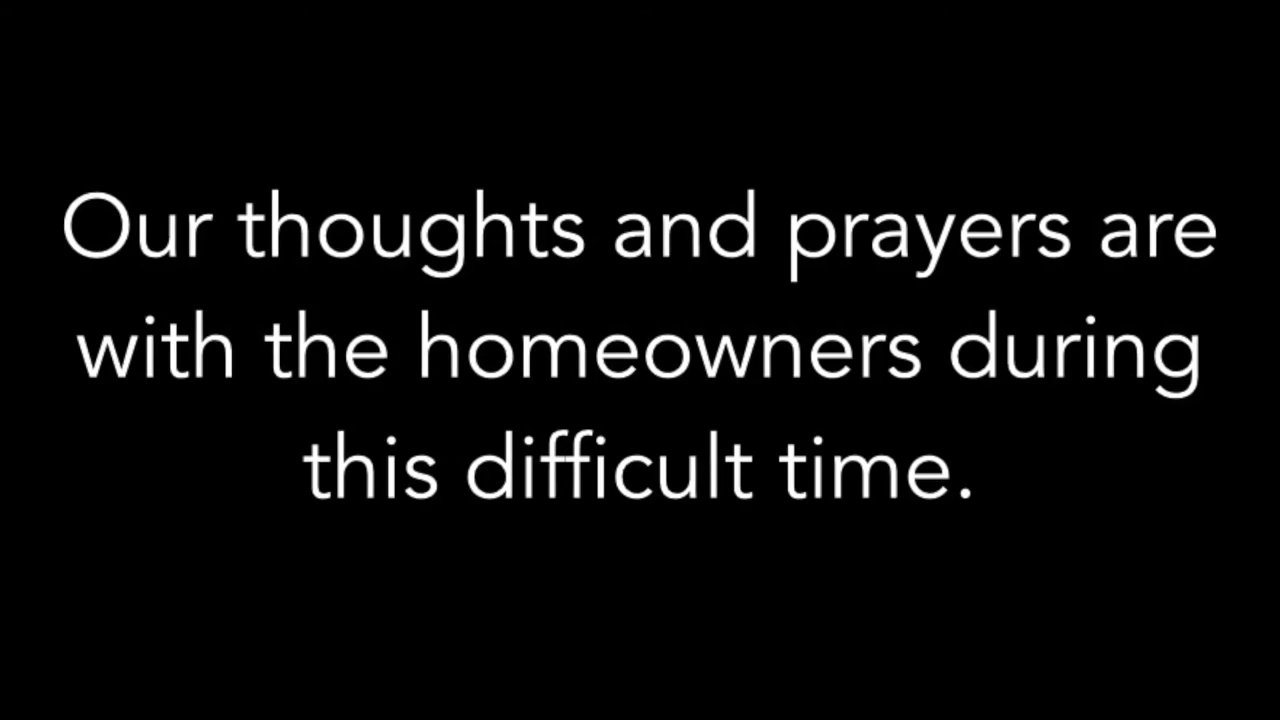 Our thoughts and prayers are
with the homeowners during
this difficult time.